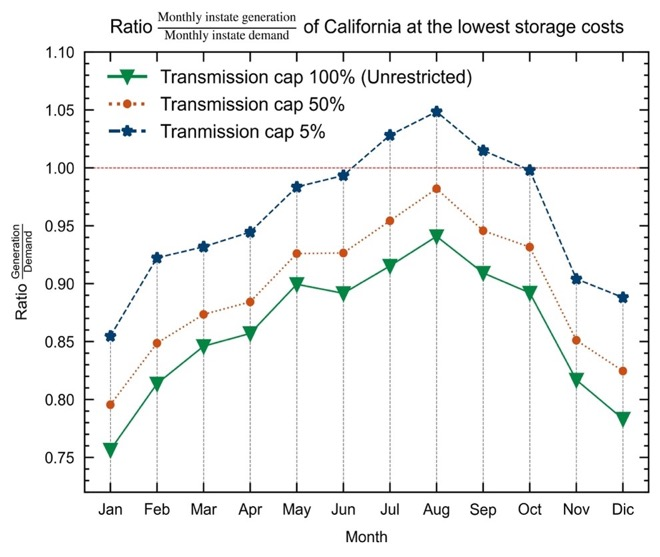 Ratio Monthly instate generation / Monthly instate demand of California at the lowest storage costs
Transmission cap 100% (Unrestricted)
Transmission cap 50%
Tranmission cap 5%
1.10
1.05
1.00
0.95
0.90
0.85
0.80
0.75
Ratio Generation / Demand
Jan Feb Mar Apr May Jun Jul Aug Sep Oct Nov Dic
Month